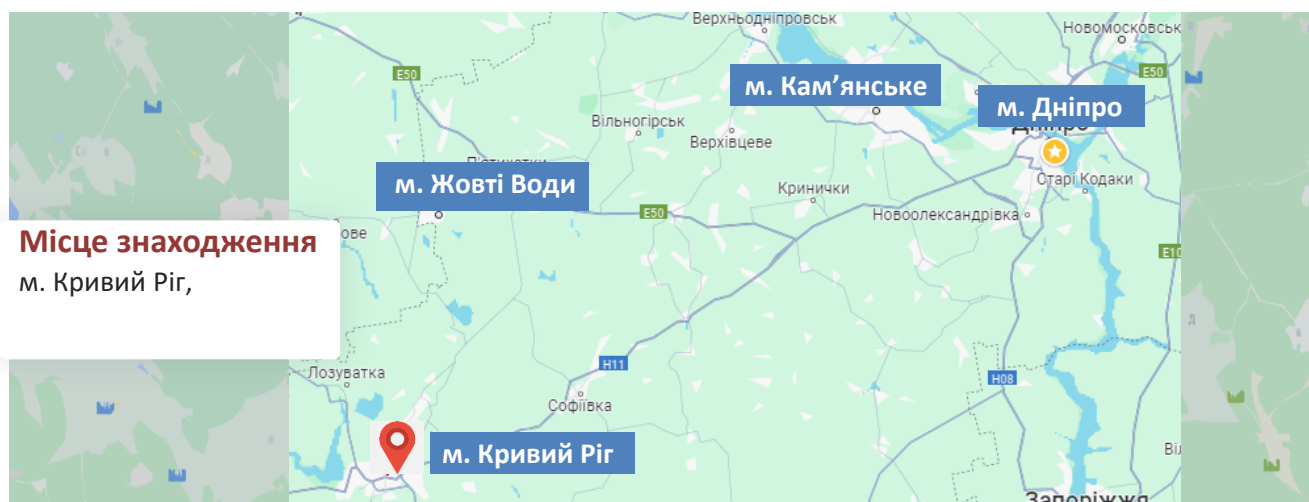 Верхньодніпровськ
Новомосковськ
E50
E50
м. Кам’янське
м. Дніпро
Вільногірськ
Верхівцеве
м. Жовті Води
Старі Кодаки
Кринички
Новоолександрівка
E50
Місце знаходження
м. Кривий Ріг,
H11
H08
Лозуватка
Софіївка
м. Кривий Ріг
Запоріжжя